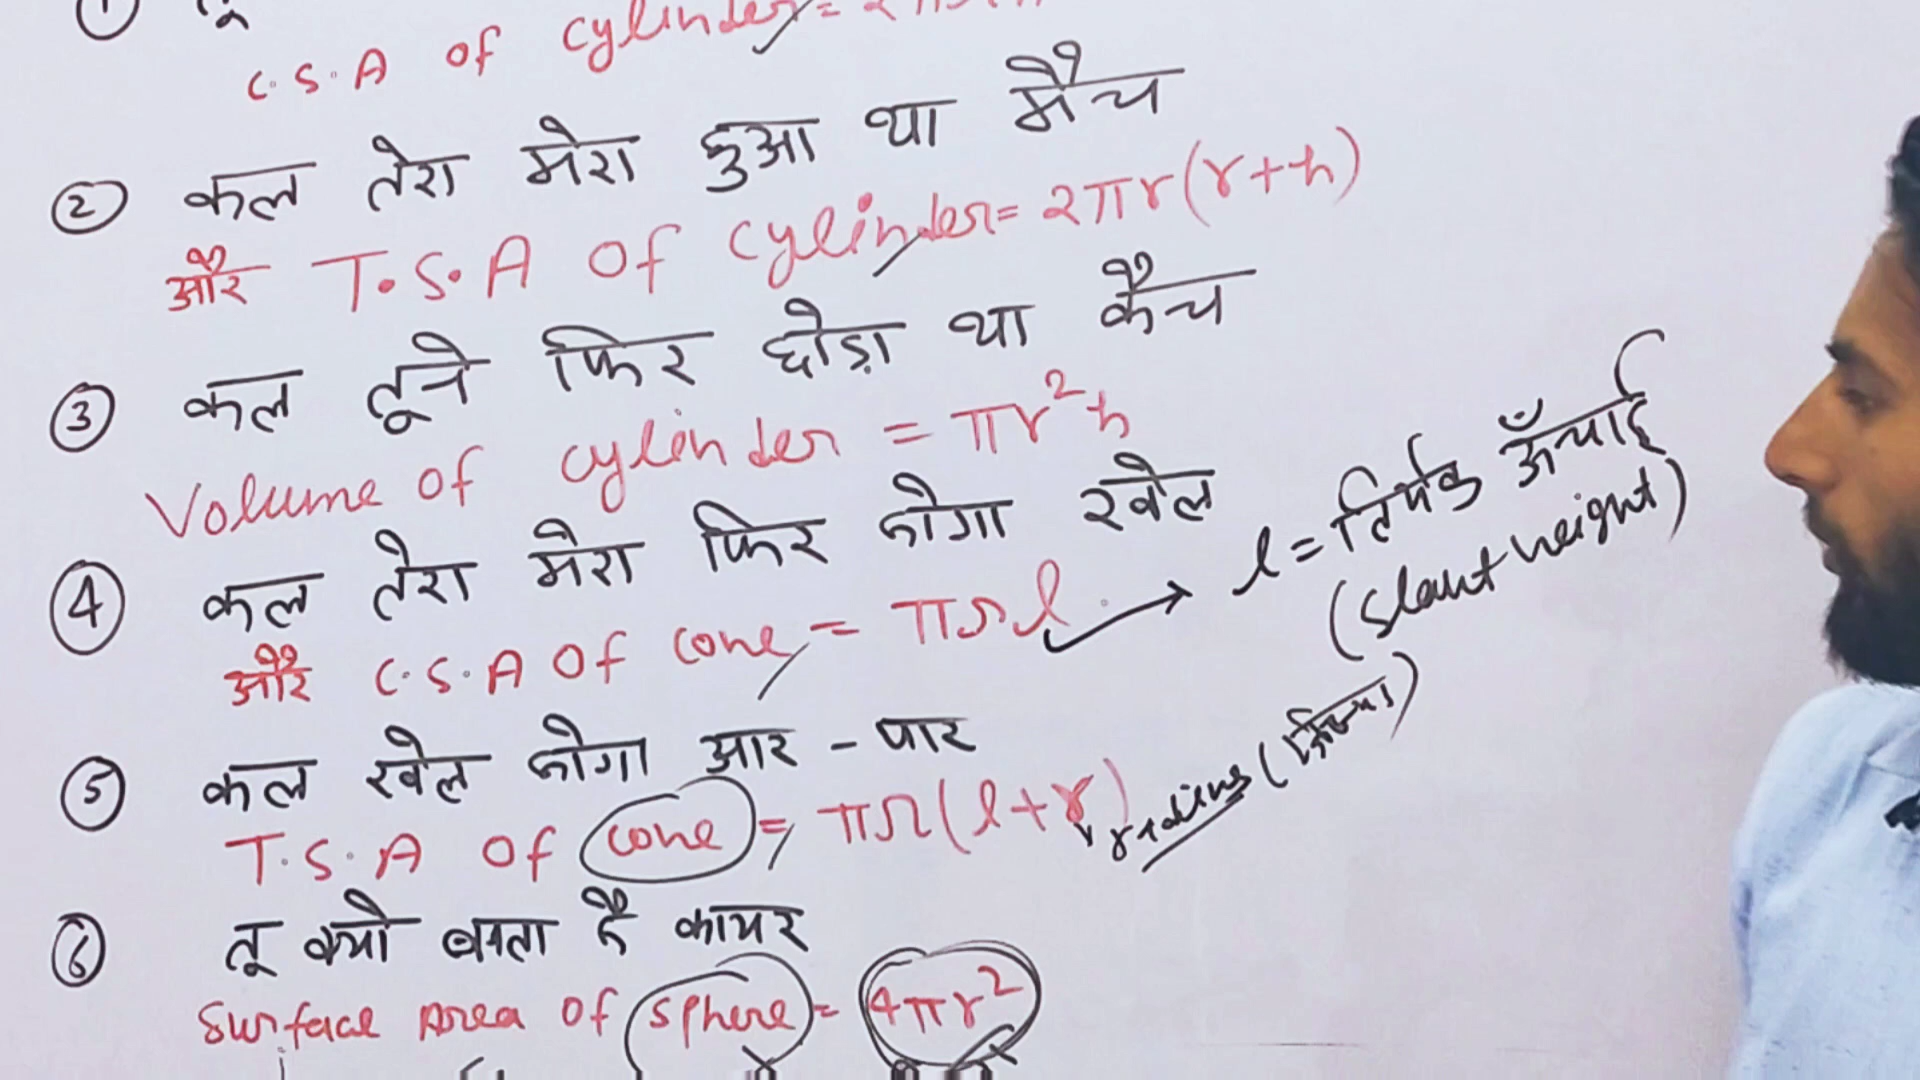 ① तू
C.S.A of cylinder = 2πrh
② कल तेरा मेरा हुआ था मैच
और T.S.A of cylinder = 2πr(r+h)
③ कल तूने फिर छोड़ा था कैच
Volume of cylinder = πr²h
④ कल तेरा मेरा फिर होगा खेल
और C.S.A of cone = πrl → l = तिर्यक ऊँचाई
(slant height)
⑤ कल खेल होगा आर - पार
T.S.A of cone = πr(l+r) radius (त्रिज्या)
⑥ तू क्यों बनता है कायर
Surface Area of sphere = 4πr²